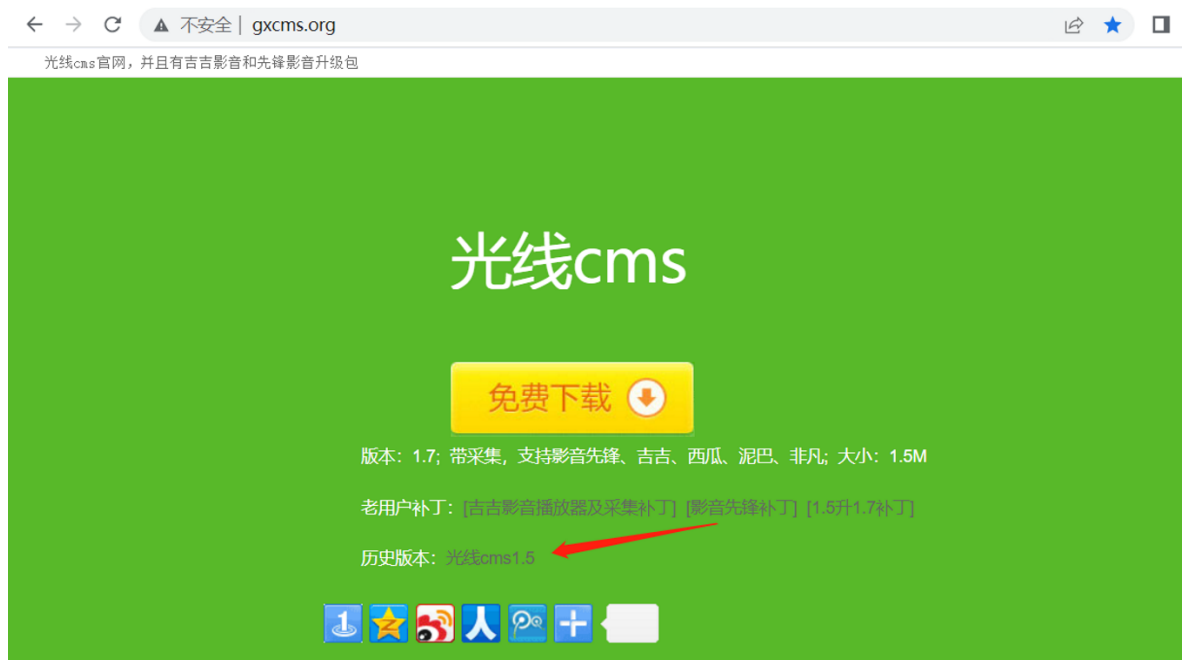 不安全 | gxcms.org
光线cms官网，并且有吉吉影音和先锋影音升级包
光线cms
免费下载
版本：1.7；带采集，支持影音先锋、吉吉、西瓜、泥巴、非凡；大小：1.5M
老用户补丁：[吉吉影音播放器及采集补丁] [影音先锋补丁] [1.5升1.7补丁]
历史版本：光线cms1.5